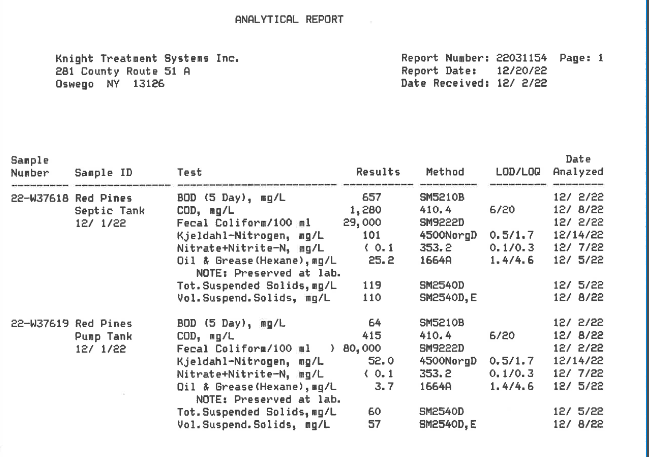 ANALYTICAL REPORT
Knight Treatment Systems Inc.
281 County Route 51 A
Oswego NY 13126
Report Number: 22031154 Page: 1
Report Date: 12/20/22
Date Received: 12/ 2/22
Sample Date
Number Sample ID Test Results Method LOD/LOQ Analyzed
22-W37618 Red Pines BOD (5 Day), mg/L 657 SM5210B 12/ 2/22
Septic Tank COD, mg/L 1,280 410.4 6/20 12/ 8/22
12/ 1/22 Fecal Coliform/100 ml 29,000 SM9222D 12/ 2/22
Kjeldahl-Nitrogen, mg/L 101 4500NorgD 0.5/1.7 12/14/22
Nitrate+Nitrite-N, mg/L ( 0.1 353.2 0.1/0.3 12/ 7/22
Oil & Grease(Hexane),mg/L 25.2 1664A 1.4/4.6 12/ 5/22
NOTE: Preserved at lab.
Tot.Suspended Solids,mg/L 119 SM2540D 12/ 5/22
Vol.Suspend.Solids, mg/L 110 SM2540D,E 12/ 8/22
22-W37619 Red Pines BOD (5 Day), mg/L 64 SM5210B 12/ 2/22
Pump Tank COD, mg/L 415 410.4 6/20 12/ 8/22
12/ 1/22 Fecal Coliform/100 ml ) 80,000 SM9222D 12/ 2/22
Kjeldahl-Nitrogen, mg/L 52.0 4500NorgD 0.5/1.7 12/14/22
Nitrate+Nitrite-N, mg/L ( 0.1 353.2 0.1/0.3 12/ 7/22
Oil & Grease(Hexane),mg/L 3.7 1664A 1.4/4.6 12/ 5/22
NOTE: Preserved at lab.
Tot.Suspended Solids,mg/L 60 SM2540D 12/ 5/22
Vol.Suspend.Solids, mg/L 57 SM2540D,E 12/ 8/22